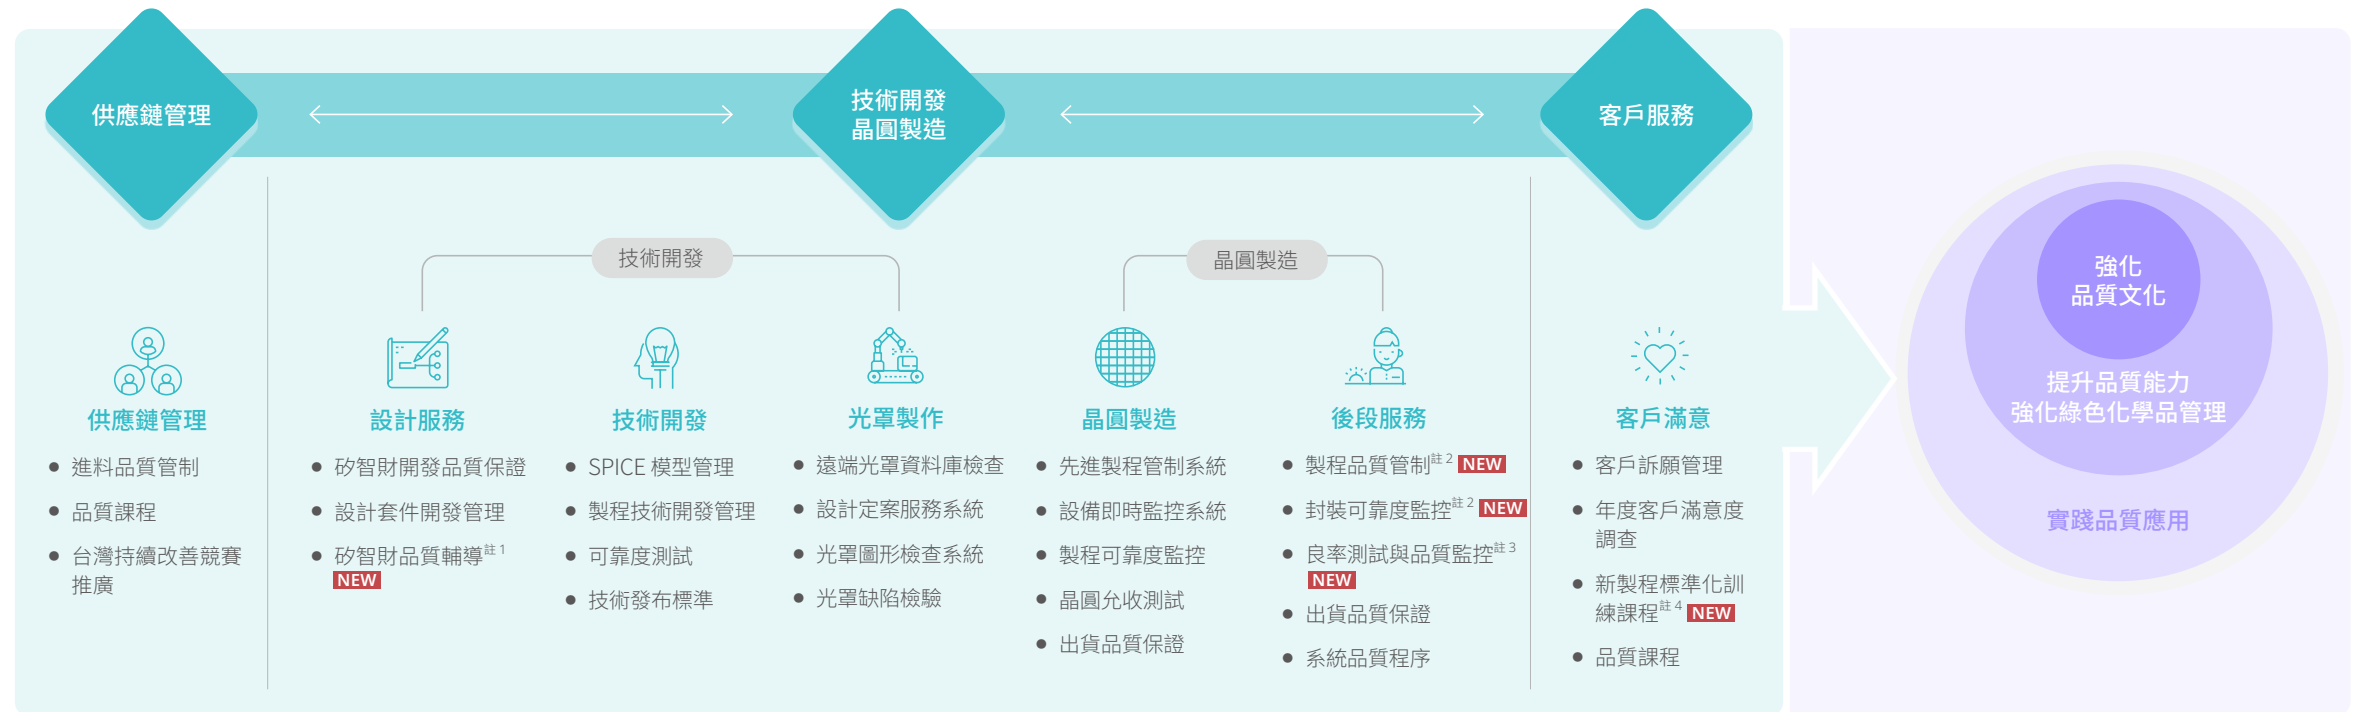 供應鏈管理
技術開發
晶圓製造
客戶服務
技術開發
晶圓製造
供應鏈管理
進料品質管制
品質課程
台灣持續改善競賽
推廣
設計服務
矽智財開發品質保證
設計套件開發管理
矽智財品質輔導註 1
NEW
技術開發
SPICE 模型管理
製程技術開發管理
可靠度測試
技術發布標準
光罩製作
遠端光罩資料庫檢查
設計定案服務系統
光罩圖形檢查系統
光罩缺陷檢驗
晶圓製造
先進製程管制系統
設備即時監控系統
製程可靠度監控
晶圓允收測試
出貨品質保證
後段服務
製程品質管制註 2 NEW
封裝可靠度監控註 2 NEW
良率測試與品質監控註 3
NEW
出貨品質保證
系統品質程序
客戶滿意
客戶訴願管理
年度客戶滿意度
調查
新製程標準化訓
練課程註 4 NEW
品質課程
強化
品質文化
提升品質能力
強化綠色化學品管理
實踐品質應用